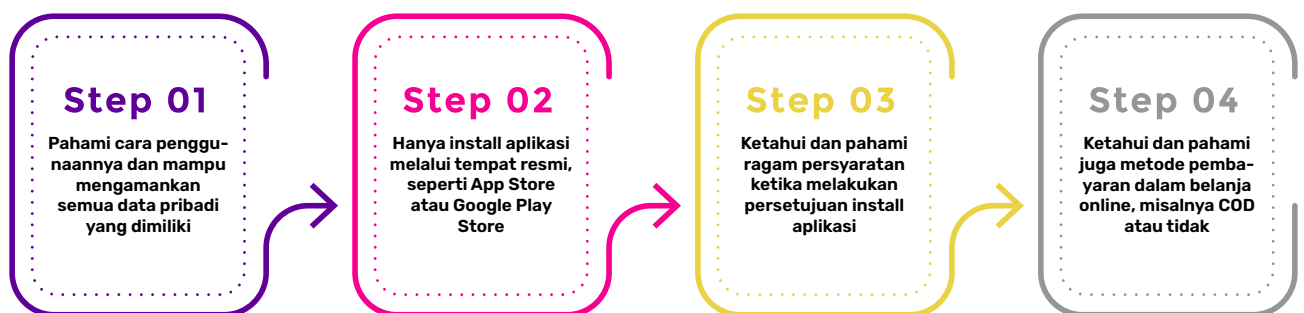 Step 01
Pahami cara penggu-
naannya dan mampu
mengamankan
semua data pribadi
yang dimiliki
Step 02
Hanya install aplikasi
melalui tempat resmi,
seperti App Store
atau Google Play
Store
Step 03
Ketahui dan pahami
ragam persyaratan
ketika melakukan
persetujuan install
aplikasi
Step 04
Ketahui dan pahami
juga metode pemba-
yaran dalam belanja
online, misalnya COD
atau tidak